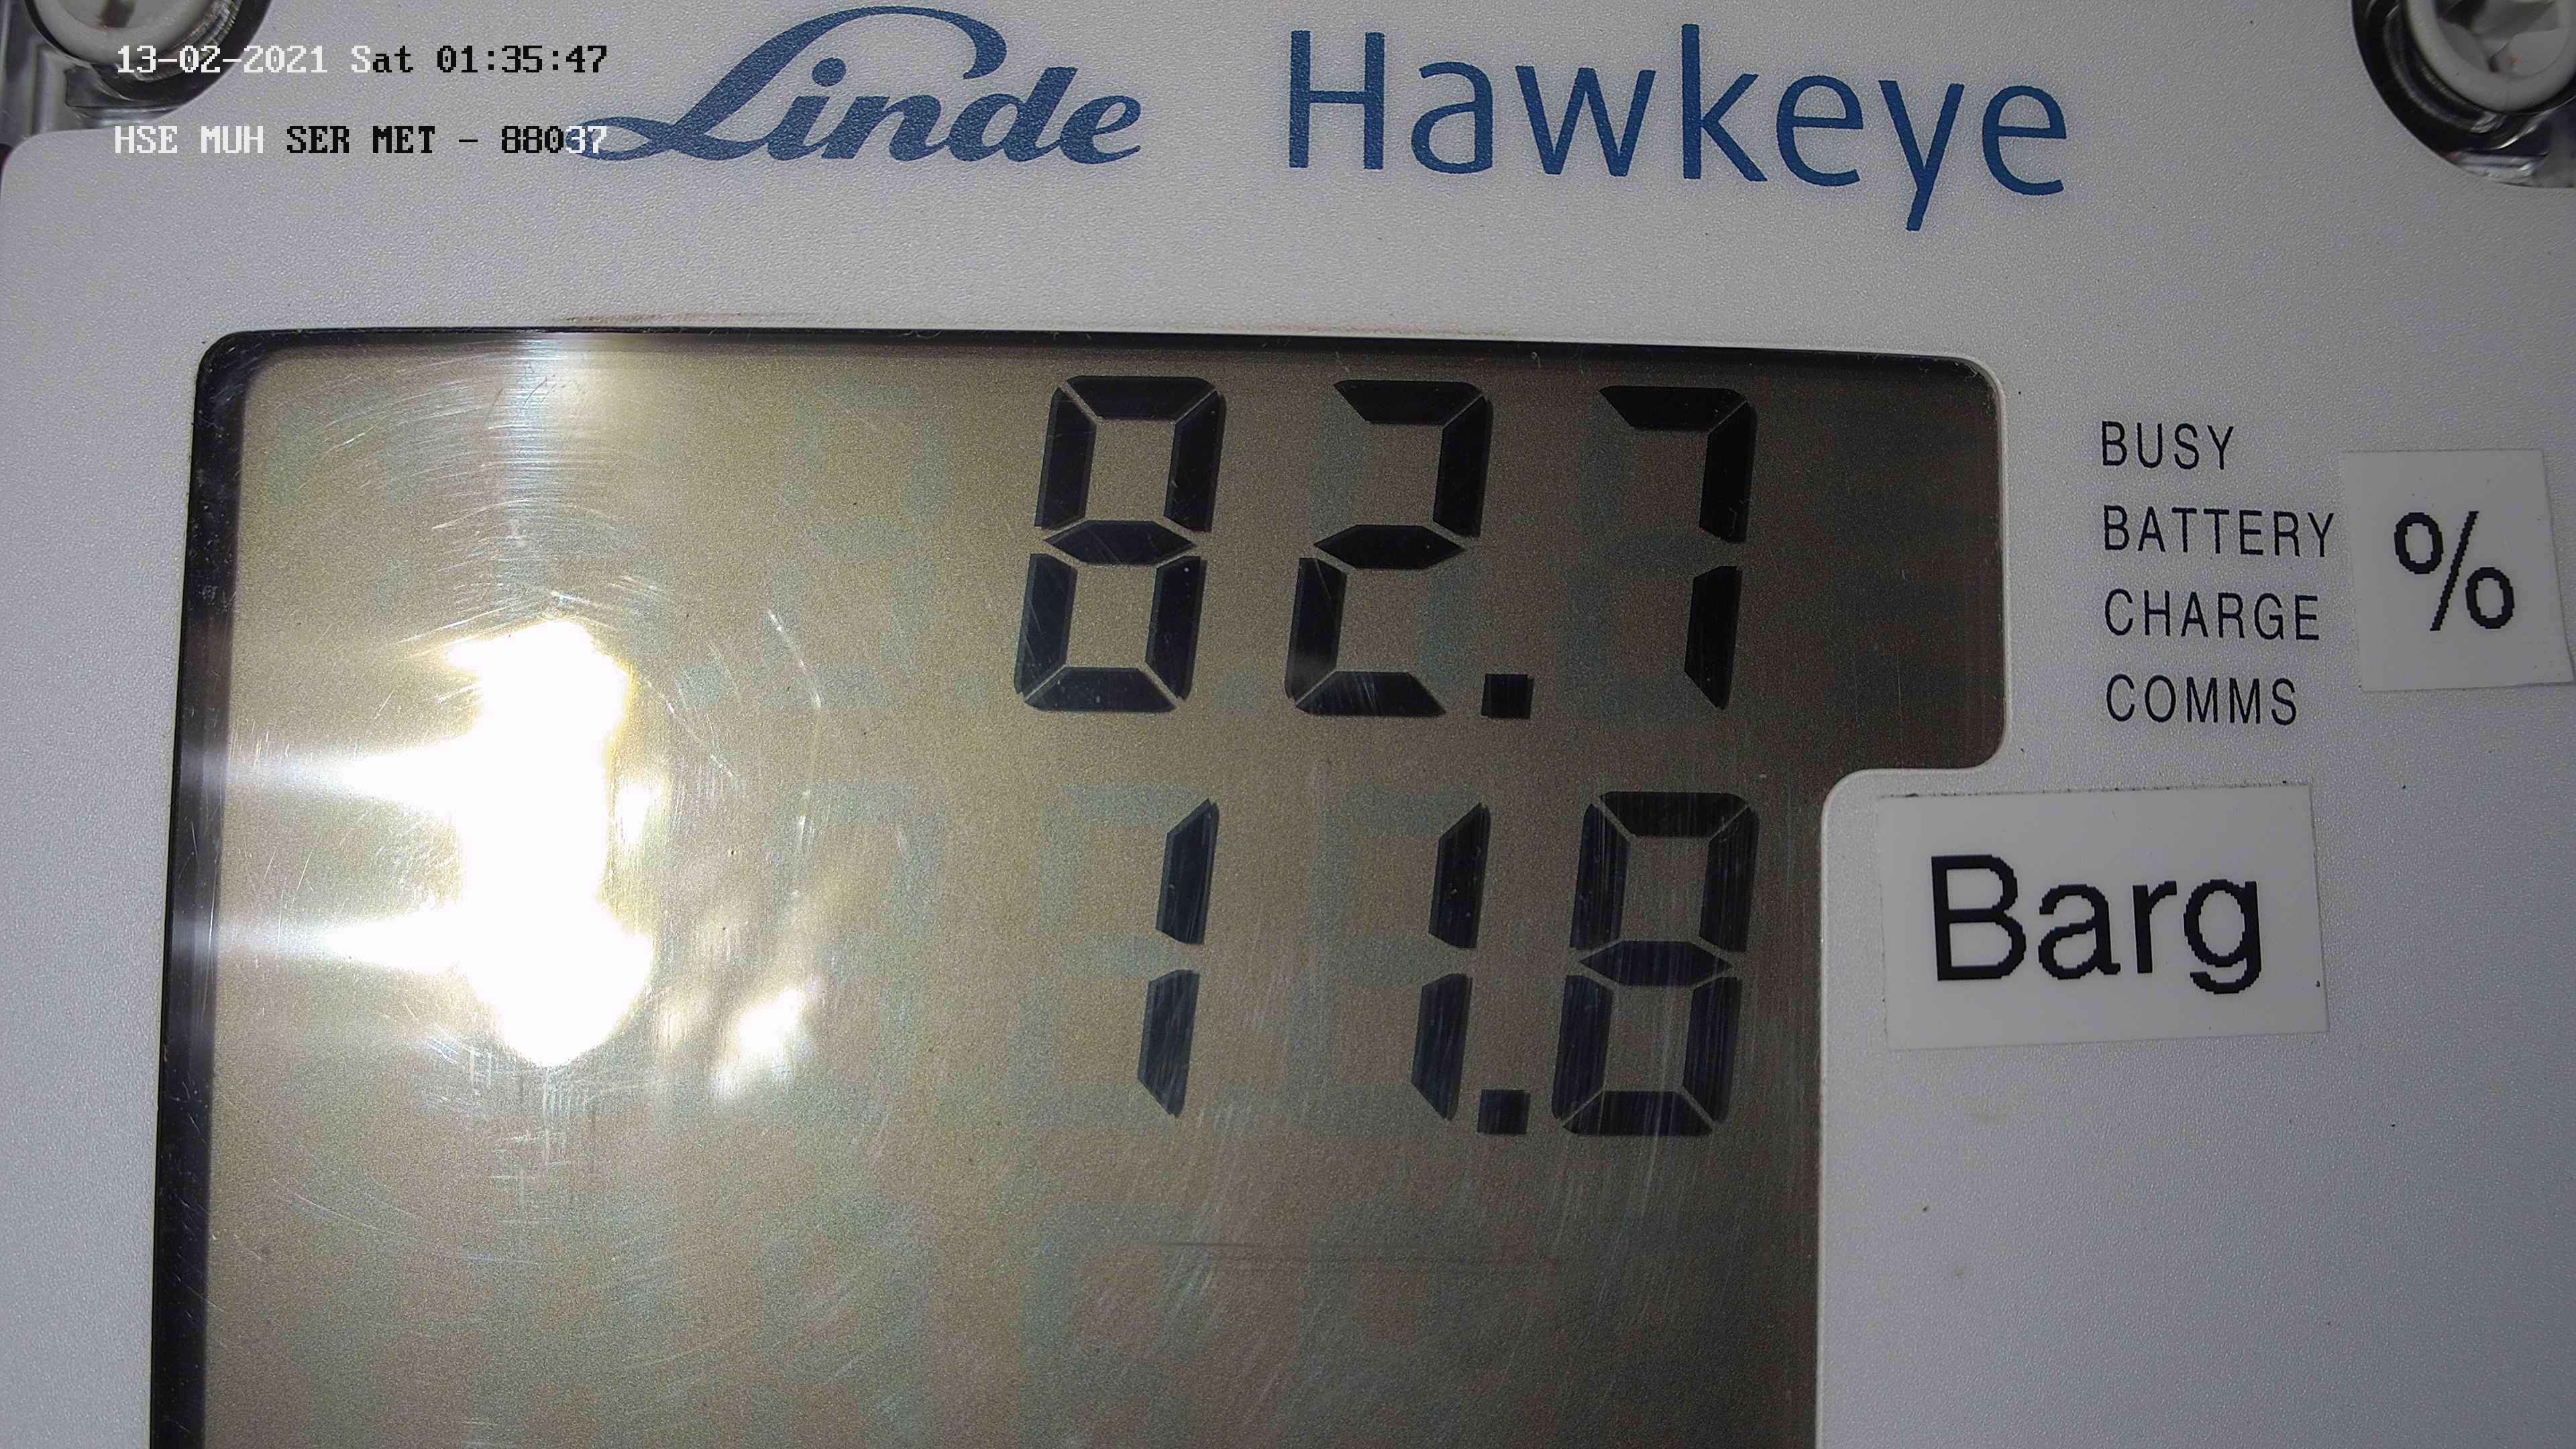 13-02-2021 Sat 01:35:47
HSE MUH SER MET - 88037
Linde Hawkeye
82.7
%
BUSY
BATTERY
CHARGE
COMMS
11.8
Barg